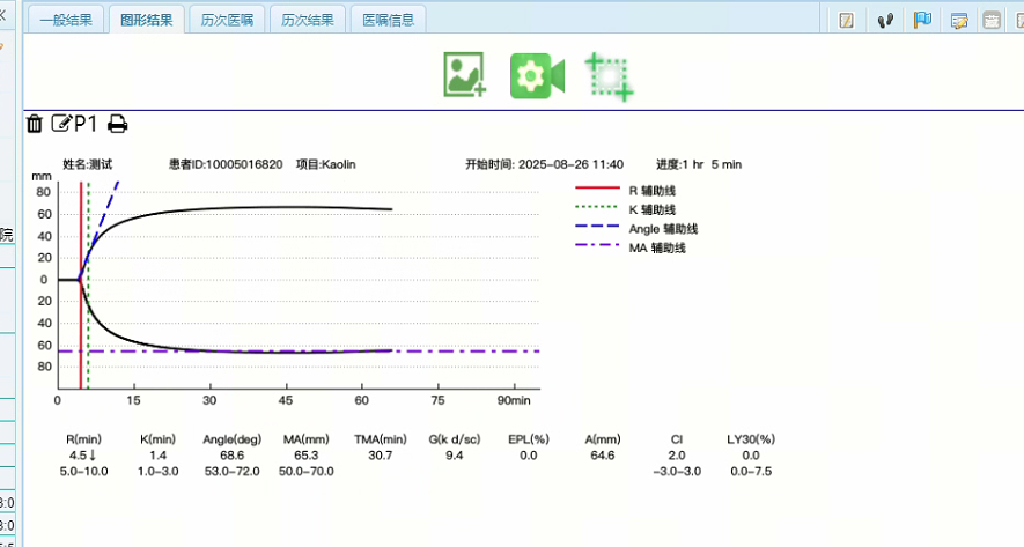 一般结果 图形结果 历次医嘱 历次结果 医嘱信息
P1
姓名:测试 患者ID:10005016820 项目:Kaolin 开始时间: 2025-08-26 11:40 进度:1 hr 5 min
mm
80
60
40
20
0
20
40
60
80
0 15 30 45 60 75 90min
R 辅助线
K 辅助线
Angle 辅助线
MA 辅助线
院
R(min) K(min) Angle(deg) MA(mm) TMA(min) G(k d/sc) EPL(%) A(mm) CI LY30(%)
4.5↓ 1.4 68.6 65.3 30.7 9.4 0.0 64.6 2.0 0.0
5.0-10.0 1.0-3.0 53.0-72.0 50.0-70.0 -3.0-3.0 0.0-7.5